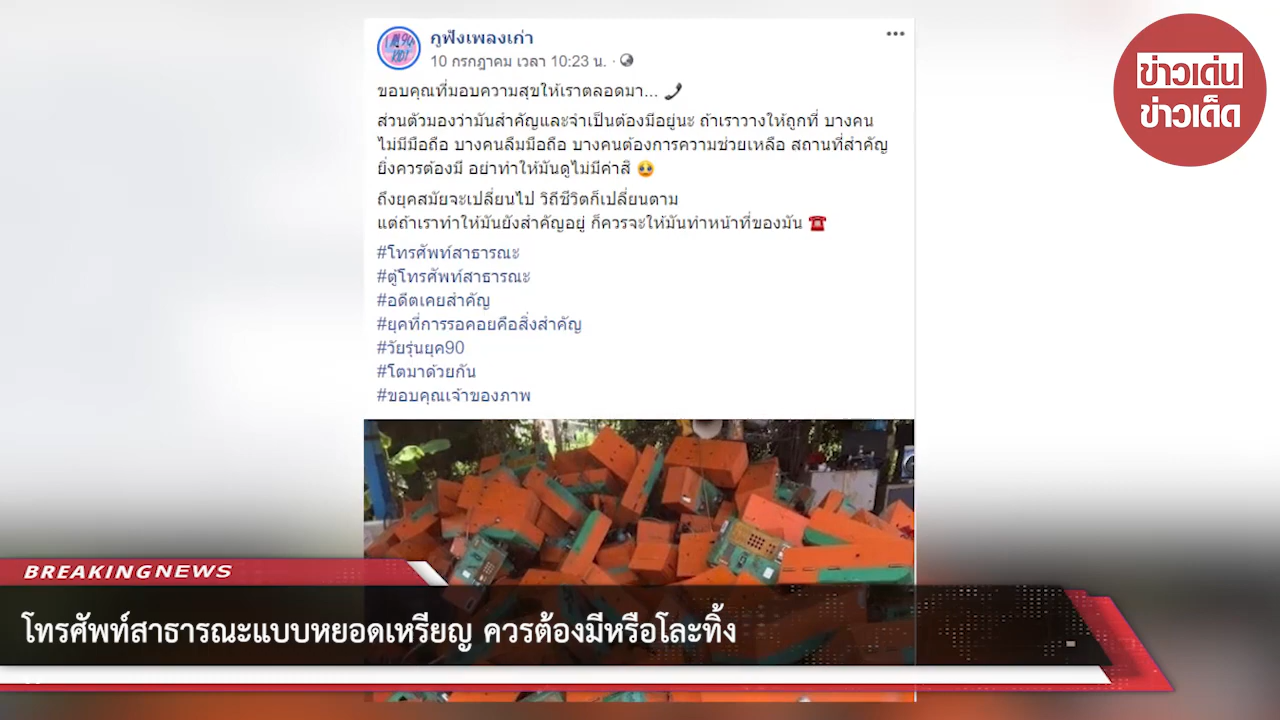 กูฟังเพลงเก่า
10 กรกฎาคม เวลา 10:23 น. ·
ขอบคุณที่มอบความสุขให้เราตลอดมา...
ส่วนตัวมองว่ามันสำคัญและจำเป็นต้องมีอยู่นะ ถ้าเราวางให้ถูกที่ บางคน
ไม่มีมือถือ บางคนลืมมือถือ บางคนต้องการความช่วยเหลือ สถานที่สำคัญ
ยิ่งควรต้องมี อย่าทำให้มันดูไม่มีค่าสิ 🥺
ถึงยุคสมัยจะเปลี่ยนไป วิถีชีวิตก็เปลี่ยนตาม
แต่ถ้าเราทำให้มันยังสำคัญอยู่ ก็ควรจะให้มันทำหน้าที่ของมัน ☎️
#โทรศัพท์สาธารณะ
#ตู้โทรศัพท์สาธารณะ
#อดีตเคยสำคัญ
#ยุคที่การรอคอยคือสิ่งสำคัญ
#วัยรุ่นยุค90
#โตมาด้วยกัน
#ขอบคุณเจ้าของภาพ
ข่าวเด่น
ข่าวเด็ด
BREAKING NEWS
โทรศัพท์สาธารณะแบบหยอดเหรียญ ควรต้องมีหรือโละทิ้ง